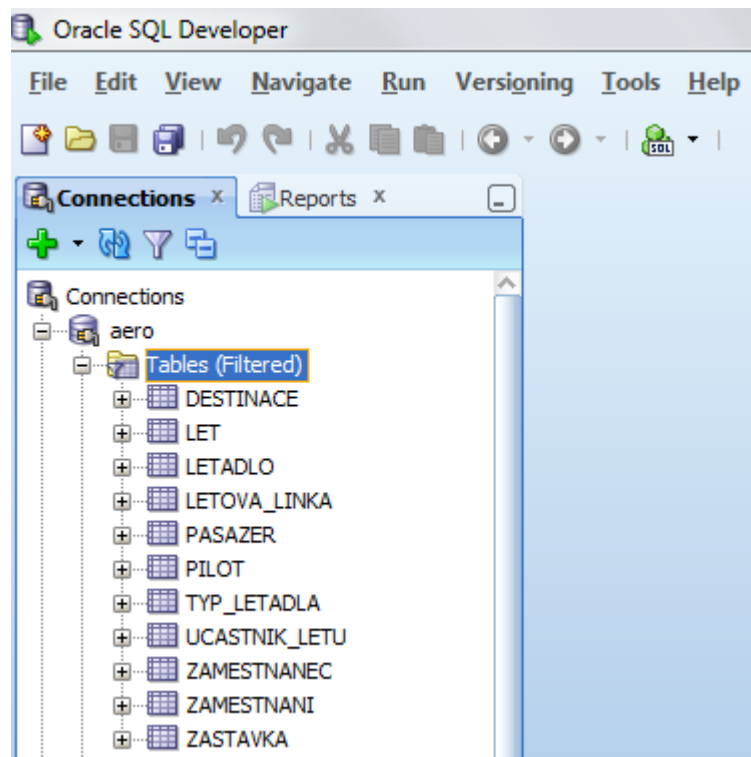 Oracle SQL Developer
File Edit View Navigate Run Versioning Tools Help
SQL
Connections x Reports x
Connections
aero
Tables (Filtered)
DESTINACE
LET
LETADLO
LETOVA_LINKA
PASAZER
PILOT
TYP_LETADLA
UCASTNIK_LETU
ZAMESTNANEC
ZAMESTNANI
ZASTAVKA